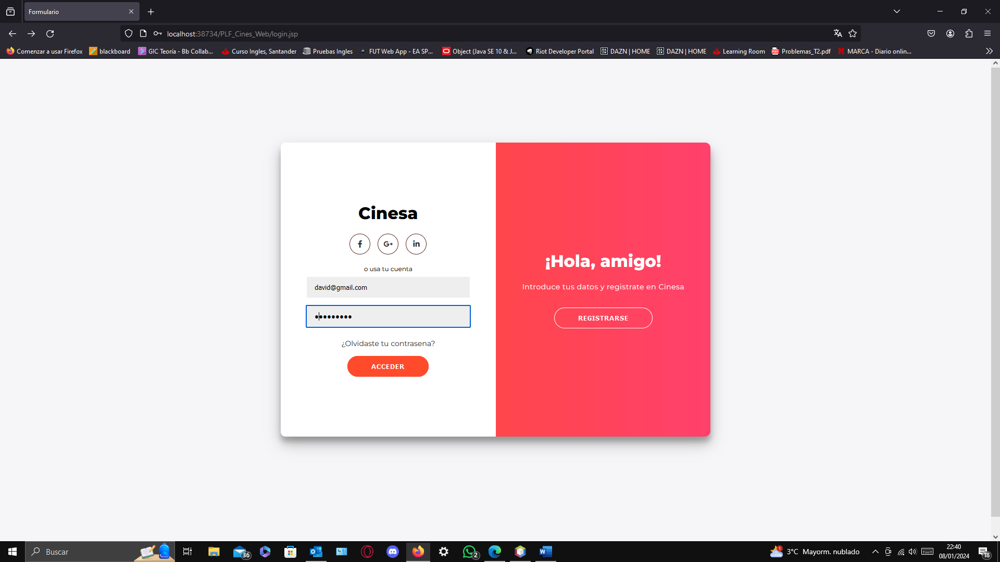 Formulario
localhost:38734/PLF_Cines_Web/login.jsp
Comenzar a usar Firefox
blackboard
GIC Teoría - Bb Collab...
Curso Ingles, Santander
Pruebas Ingles
FUT Web App - EA SP...
Object (Java SE 10 & J...
Riot Developer Portal
DAZN | HOME
DAZN | HOME
Learning Room
Problemas_T2.pdf
MARCA - Diario onlin...
Cinesa
G+
in
o usa tu cuenta
david@gmail.com
¿Olvidaste tu contrasena?
ACCEDER
¡Hola, amigo!
Introduce tus datos y registrate en Cinesa
REGISTRARSE
Buscar
36
2
1
3°C Mayorm. nublado
22:40
08/01/2024
18